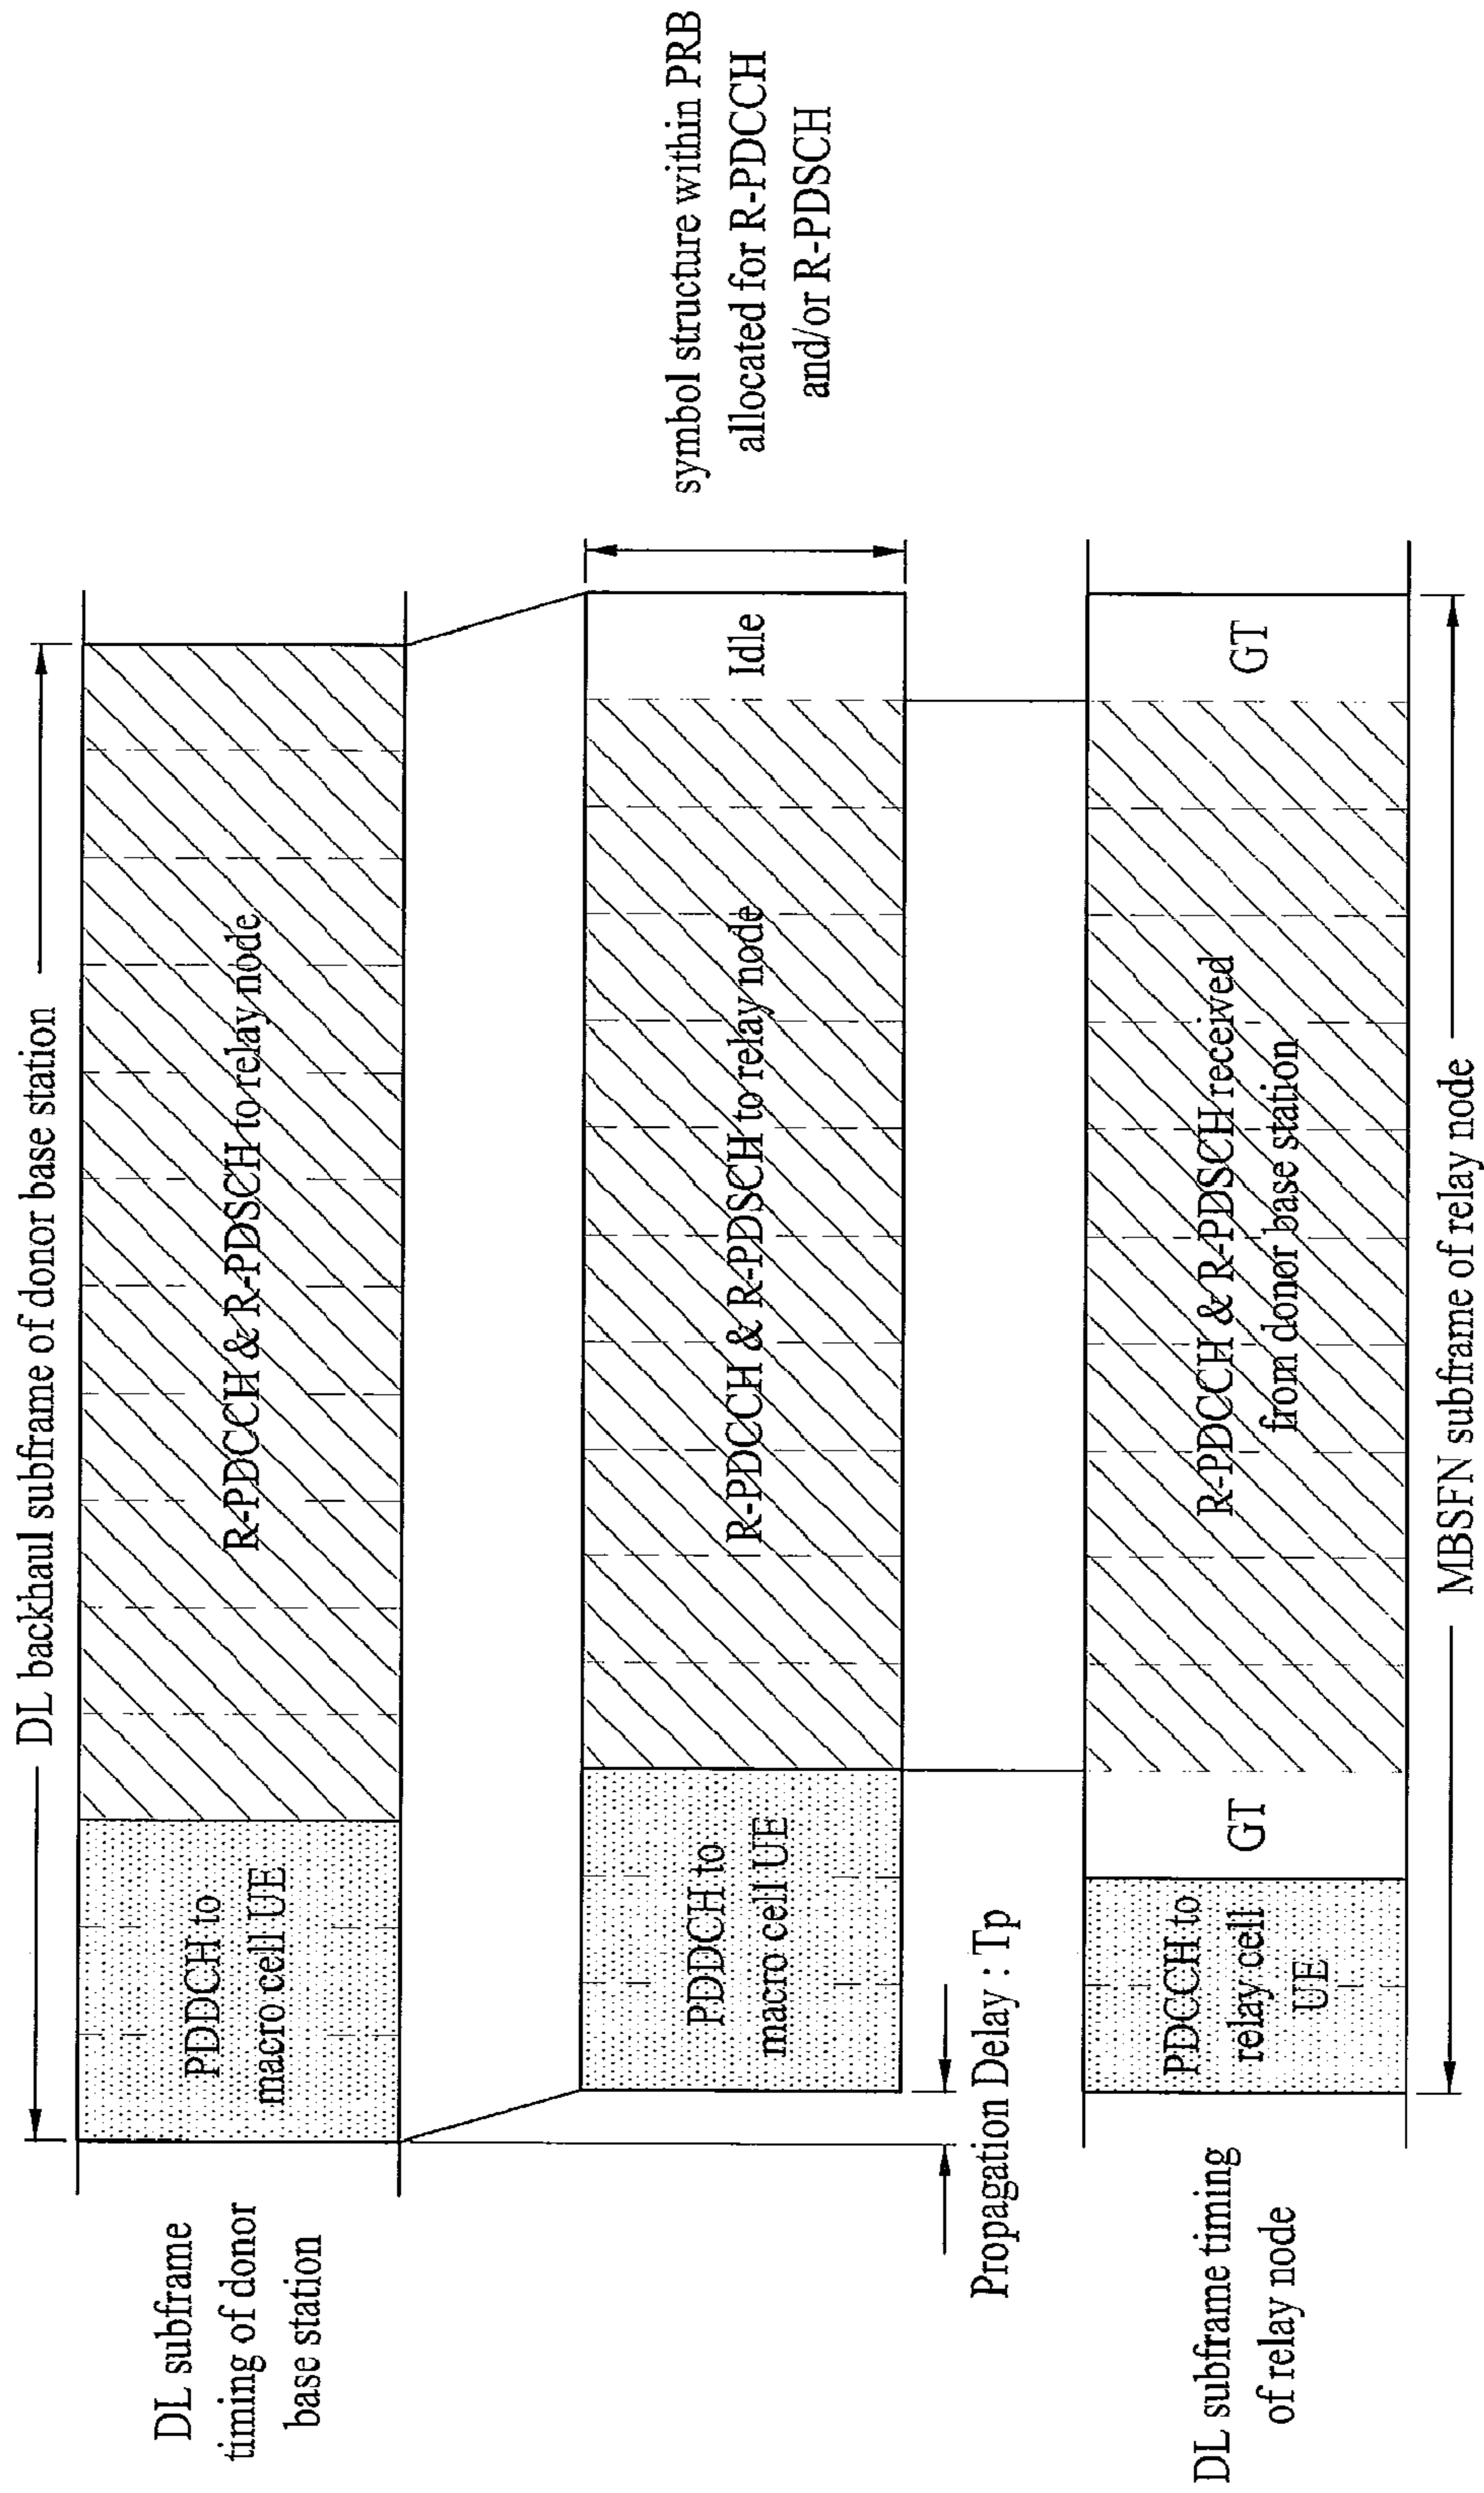 DL backhaul subframe of donor base station
DL subframe
timing of donor
base station
PDDCH to
macro cell UE
R-PDCCH & R-PDSCH to relay node
PDDCH to
macro cell UE
R-PDCCH & R-PDSCH to relay node
Idle
symbol structure within PRB
allocated for R-PDCCH
and/or R-PDSCH
Propagation Delay : Tp
DL subframe timing
of relay node
PDCCH to
relay cell
UE
GT
R-PDCCH & R-PDSCH received
from donor base station
GT
MBSFN subframe of relay node